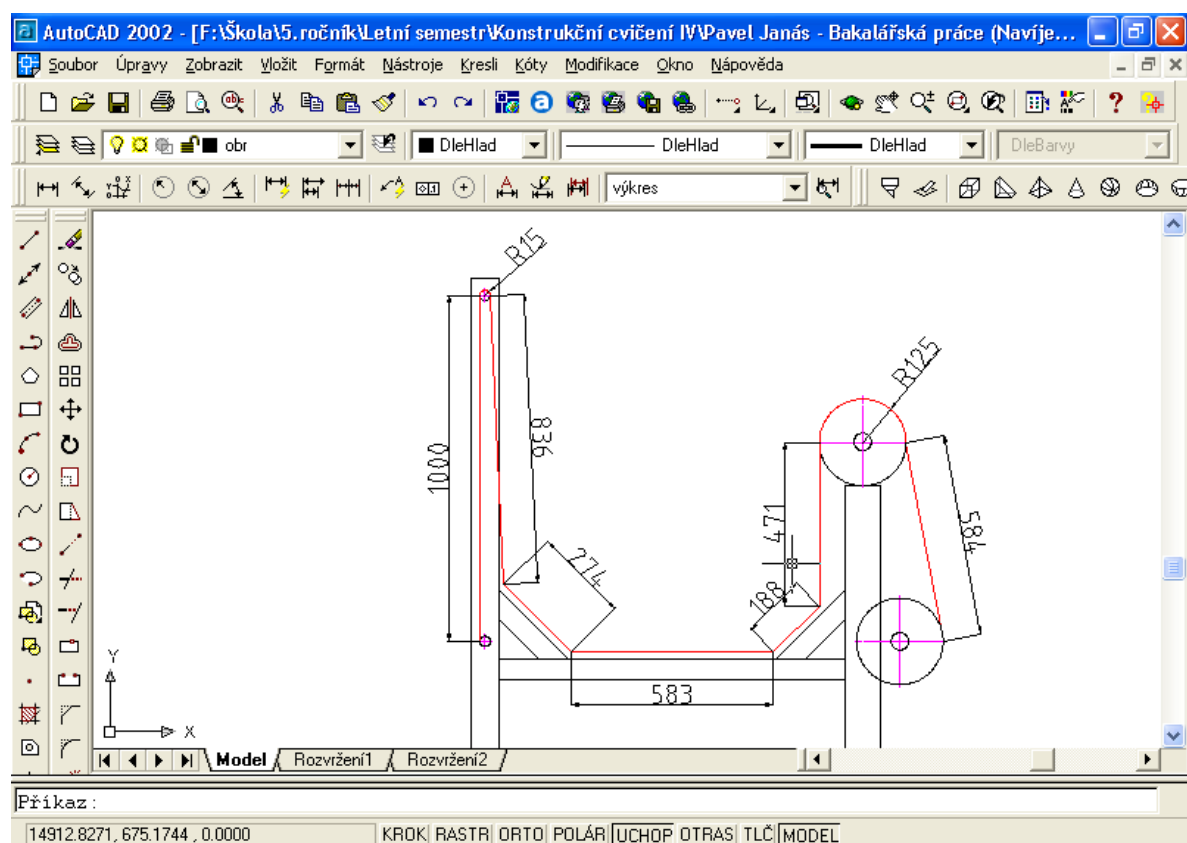 AutoCAD 2002 - [F:\Škola\5.ročník\Letní semestr\Konstrukční cvičení IV\Pavel Janás - Bakalářská práce (Navíje...
Soubor Úpravy Zobrazit Vložit Formát Nástroje Kresli Kóty Modifikace Okno Nápověda
obr DleHlad DleHlad DleHlad DleBarvy
výkres
R15
R125
836
1000
471
584
274
188
583
Y
X
Model Rozvržení1 Rozvržení2
Příkaz:
14912.8271, 675.1744 , 0.0000 KROK RASTR ORTO POLÁR UCHOP OTRAS TLČ MODEL